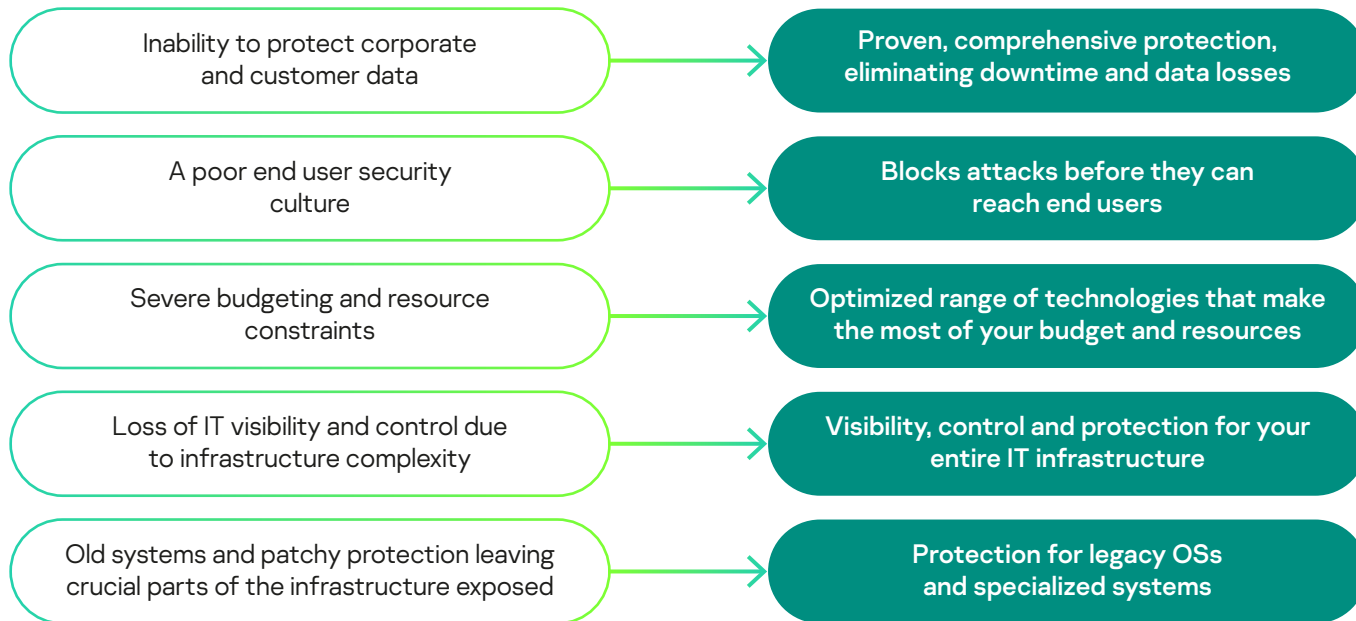 Inability to protect corporate
and customer data
Proven, comprehensive protection,
eliminating downtime and data losses
A poor end user security
culture
Blocks attacks before they can
reach end users
Severe budgeting and resource
constraints
Optimized range of technologies that make
the most of your budget and resources
Loss of IT visibility and control due
to infrastructure complexity
Visibility, control and protection for your
entire IT infrastructure
Old systems and patchy protection leaving
crucial parts of the infrastructure exposed
Protection for legacy OSs
and specialized systems